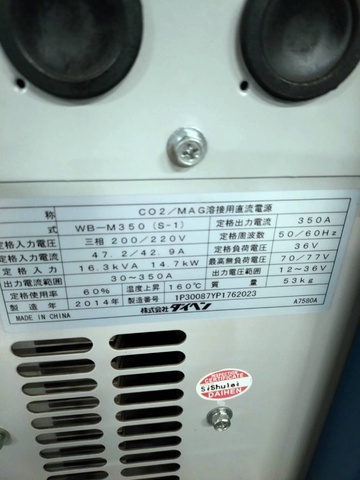 称 CO2/MAG溶接用直流電源
式 WB-M350 (S-1) 定格出力電流 350A
定格入力電圧 三相 200/220V 定格周波数 50/60Hz
定格入力電流 47.2/42.9A 定格負荷電圧 36V
定格入力 16.3kVA 14.7kW 最高無負荷電圧 70/77V
出力電流範囲 30~350A 出力電圧範囲 12~36V
定格使用率 60% 温度上昇 160℃ 質量 53kg
製造年 2014年 製造番号 1P30087YP1762023
MADE IN CHINA 株式会社ダイヘン A7580A
CERTIFICATE
SiShulei
DAIHEN